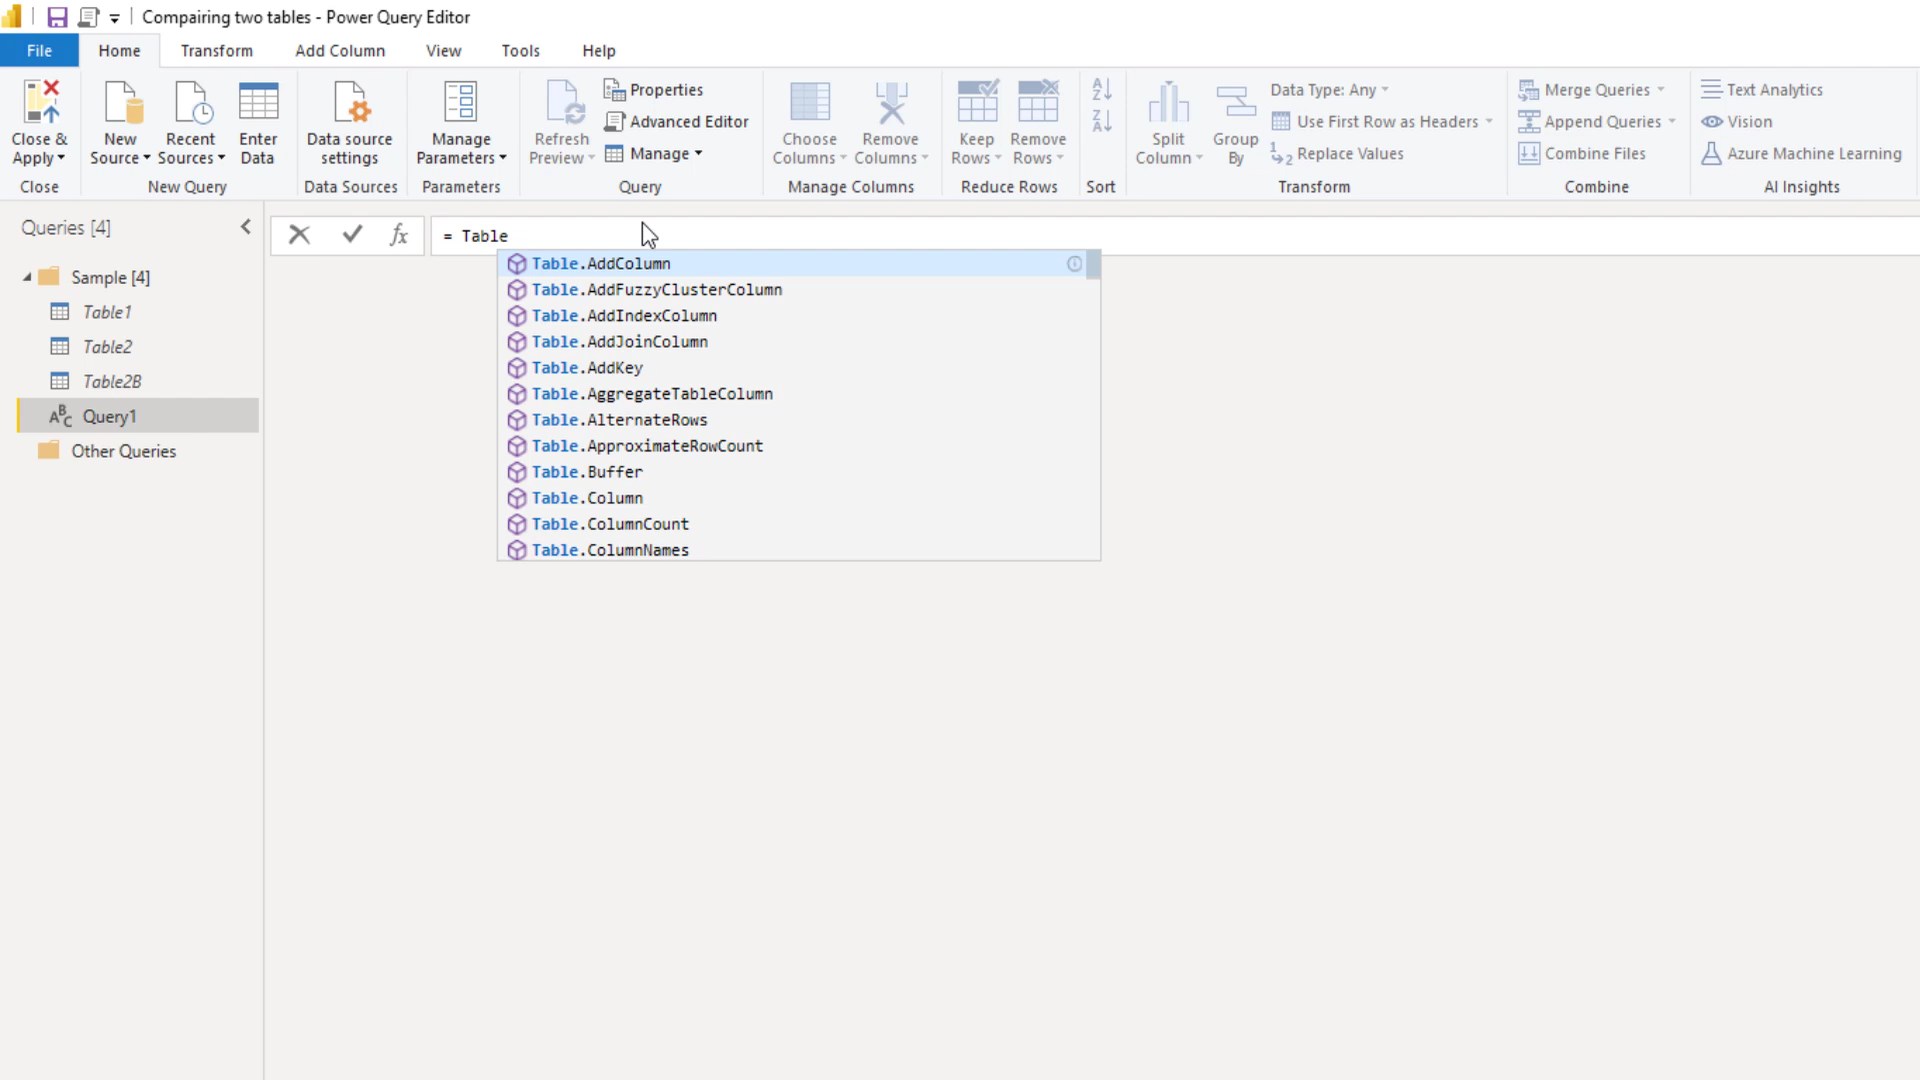 Compairing two tables - Power Query Editor
File Home Transform Add Column View Tools Help
Close & Apply
New Source
Recent Sources
Enter Data
Data source settings
Manage Parameters
Refresh Preview
Properties
Advanced Editor
Manage
Choose Columns
Remove Columns
Keep Rows
Remove Rows
A Z
Z A
Split Column
Group By
Data Type: Any
Use First Row as Headers
1 2 Replace Values
Merge Queries
Append Queries
Combine Files
Text Analytics
Vision
Azure Machine Learning
Close New Query Data Sources Parameters Query Manage Columns Reduce Rows Sort Transform Combine AI Insights
Queries [4]
fx
= Table
Sample [4]
Table1
Table2
Table2B
ABC Query1
Other Queries
Table.AddColumn
Table.AddFuzzyClusterColumn
Table.AddIndexColumn
Table.AddJoinColumn
Table.AddKey
Table.AggregateTableColumn
Table.AlternateRows
Table.ApproximateRowCount
Table.Buffer
Table.Column
Table.ColumnCount
Table.ColumnNames